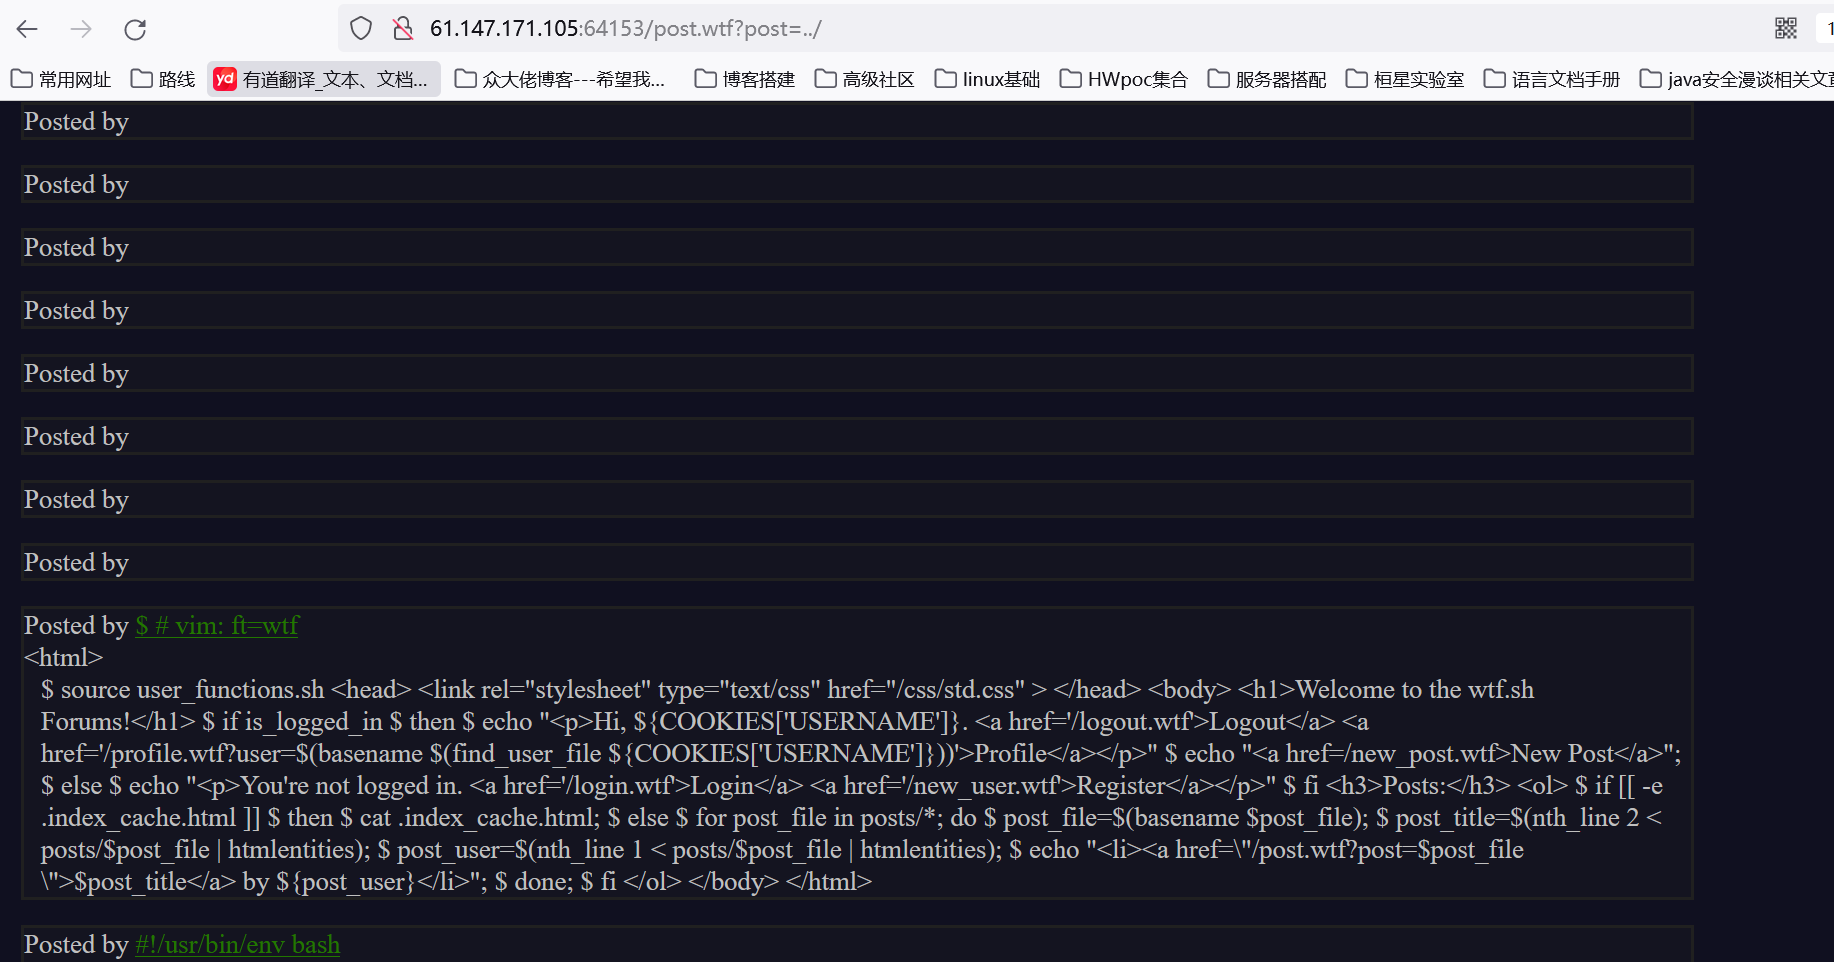 61.147.171.105:64153/post.wtf?post=../
常用网址 路线 yd 有道翻译_文本、文档... 众大佬博客---希望我... 博客搭建 高级社区 linux基础 HWpoc集合 服务器搭配 桓星实验室 语言文档手册 java安全漫谈相关文章
Posted by
Posted by
Posted by
Posted by
Posted by
Posted by
Posted by
Posted by
Posted by $ # vim: ft=wtf
<html>
$ source user_functions.sh <head> <link rel="stylesheet" type="text/css" href="/css/std.css" > </head> <body> <h1>Welcome to the wtf.sh
Forums!</h1> $ if is_logged_in $ then $ echo "<p>Hi, ${COOKIES['USERNAME']}. <a href='/logout.wtf'>Logout</a> <a
href='/profile.wtf?user=$(basename $(find_user_file ${COOKIES['USERNAME']}))'>Profile</a></p>" $ echo "<a href=/new_post.wtf>New Post</a>";
$ else $ echo "<p>You're not logged in. <a href='/login.wtf'>Login</a> <a href='/new_user.wtf'>Register</a></p>" $ fi <h3>Posts:</h3> <ol> $ if [[ -e
.index_cache.html ]] $ then $ cat .index_cache.html; $ else $ for post_file in posts/*; do $ post_file=$(basename $post_file); $ post_title=$(nth_line 2 <
posts/$post_file | htmlentities); $ post_user=$(nth_line 1 < posts/$post_file | htmlentities); $ echo "<li><a href=\"/post.wtf?post=$post_file
\">$post_title</a> by ${post_user}</li>"; $ done; $ fi </ol> </body> </html>
Posted by #!/usr/bin/env bash